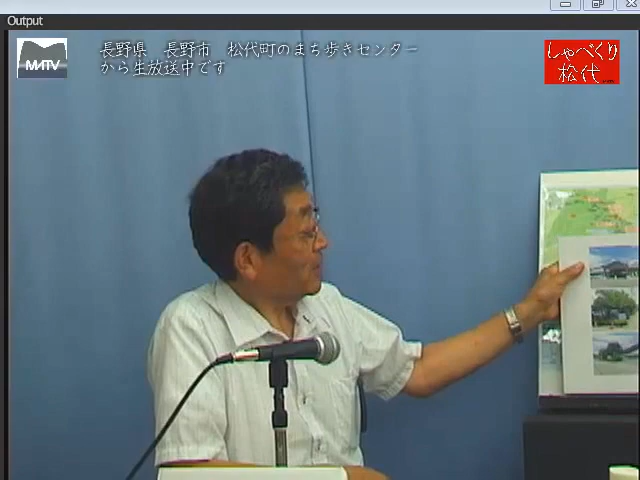 Output
MATV
長野県　長野市　松代町のまち歩きセンター
から生放送中です
しゃべくり
松代